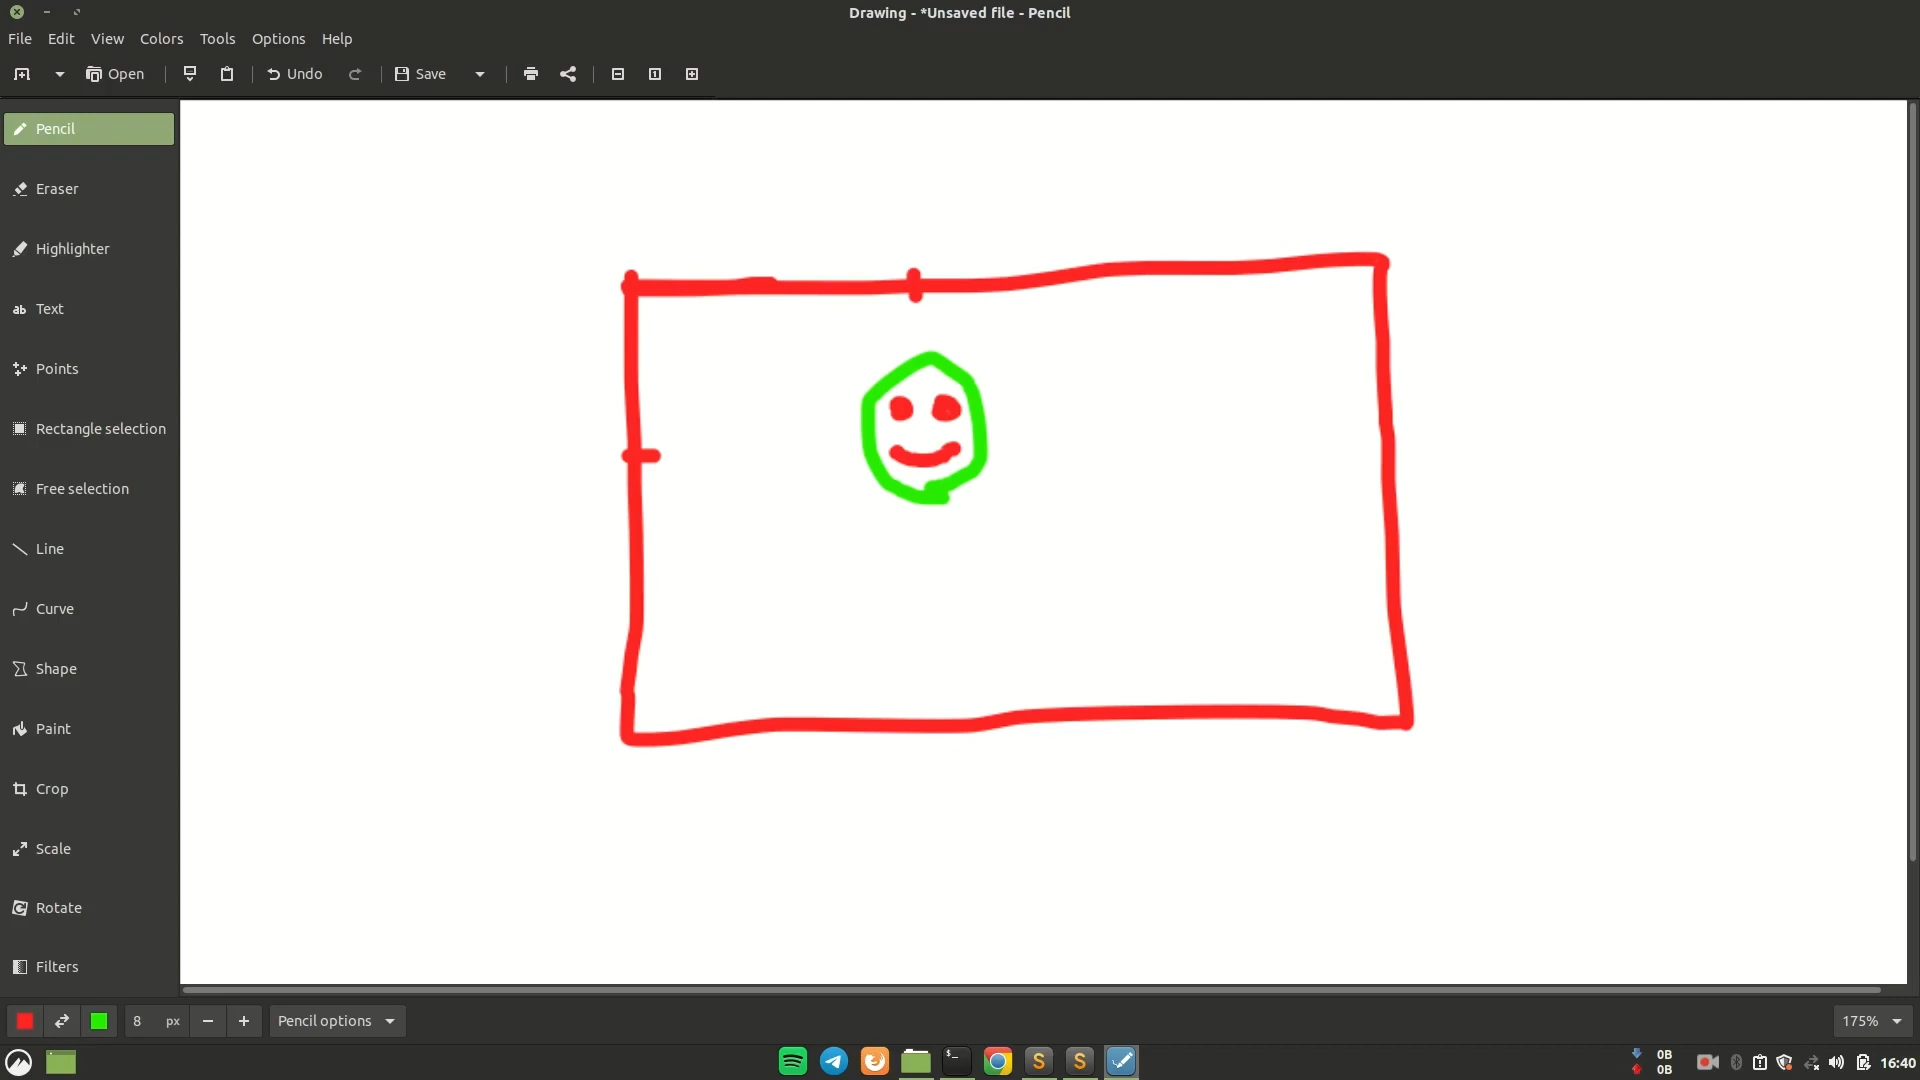 Drawing - *Unsaved file - Pencil
File Edit View Colors Tools Options Help
Open Undo Save
Pencil
Eraser
Highlighter
Text
Points
Rectangle selection
Free selection
Line
Curve
Shape
Paint
Crop
Scale
Rotate
Filters
8 px Pencil options 175%
0B
0B
16:40